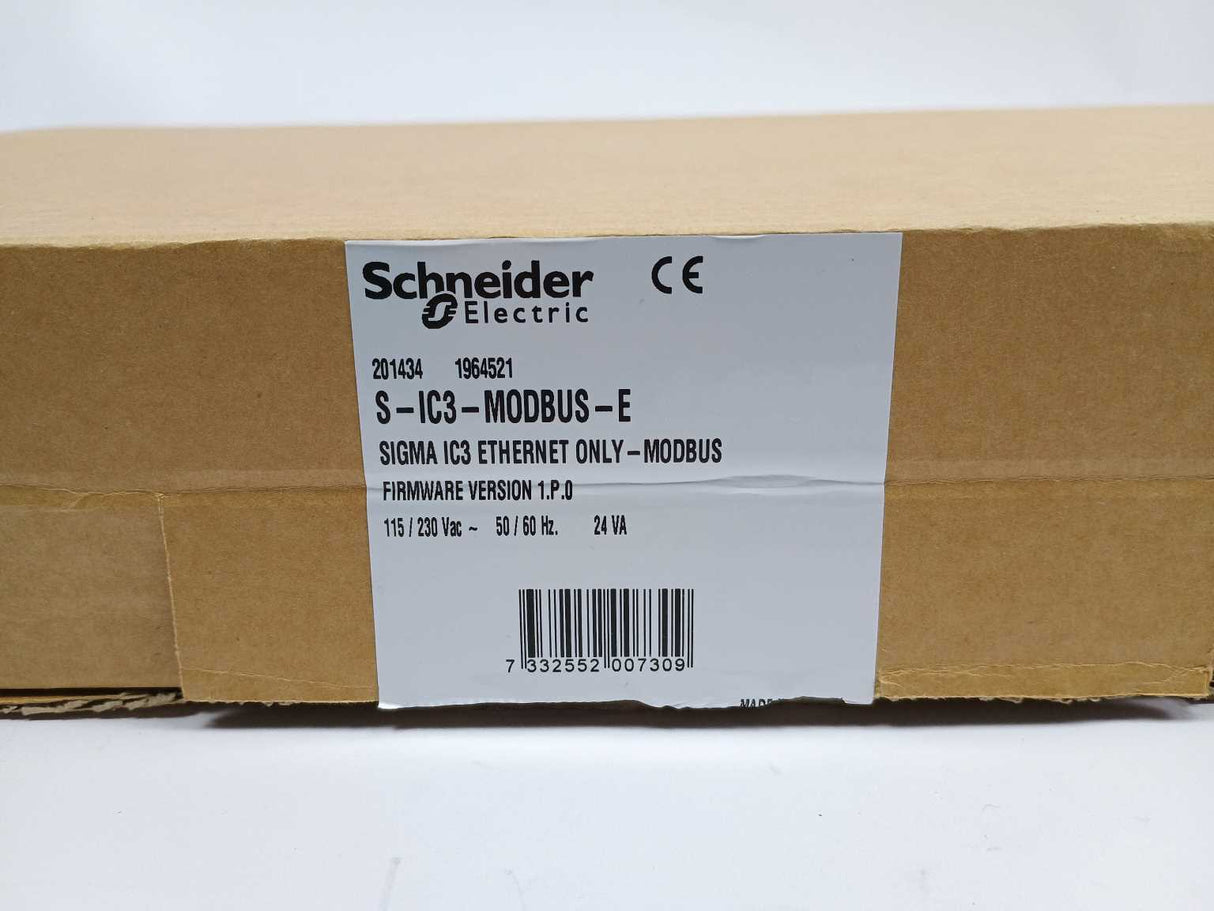 Schneider CE
Electric
201434 1964521
S-IC3-MODBUS-E
SIGMA IC3 ETHERNET ONLY-MODBUS
FIRMWARE VERSION 1.P.0
115 / 230 Vac ~ 50 / 60 Hz. 24 VA
7 332552 007309